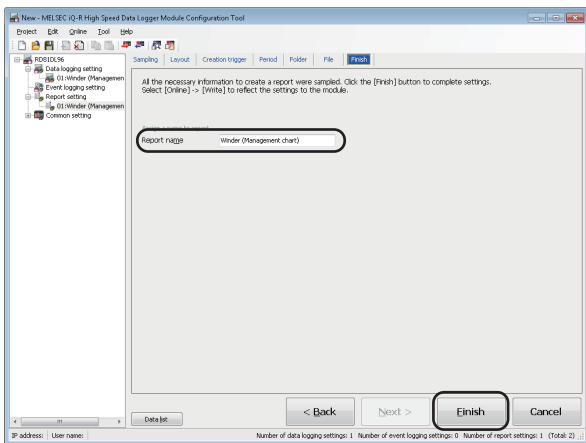 New - MELSEC iQ-R High Speed Data Logger Module Configuration Tool
Project Edit Online Tool Help
RD81DL96
Data logging setting
01:Winder (Managemen
Event logging setting
Report setting
01:Winder (Managemen
Common setting
Sampling Layout Creation trigger Period Folder File Finish
All the necessary information to create a report were sampled. Click the [Finish] button to complete settings.
Select [Online] -> [Write] to reflect the settings to the module.
Report name Winder (Management chart)
Data list < Back Next > Finish Cancel
IP address: User name: Number of data logging settings: 1 Number of event logging settings: 0 Number of report settings: 1 (Total: 2)